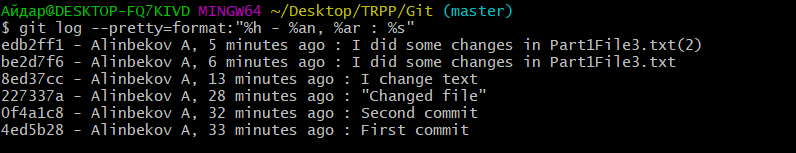 Айдар@DESKTOP-FQ7KIVD MINGW64 ~/Desktop/TRPP/Git (master)
$ git log --pretty=format:"%h - %an, %ar : %s"
edb2ff1 - Alinbekov A, 5 minutes ago : I did some changes in Part1File3.txt(2)
be2d7f6 - Alinbekov A, 6 minutes ago : I did some changes in Part1File3.txt
8ed37cc - Alinbekov A, 13 minutes ago : I change text
227337a - Alinbekov A, 28 minutes ago : "Changed file"
0f4a1c8 - Alinbekov A, 32 minutes ago : Second commit
4ed5b28 - Alinbekov A, 33 minutes ago : First commit